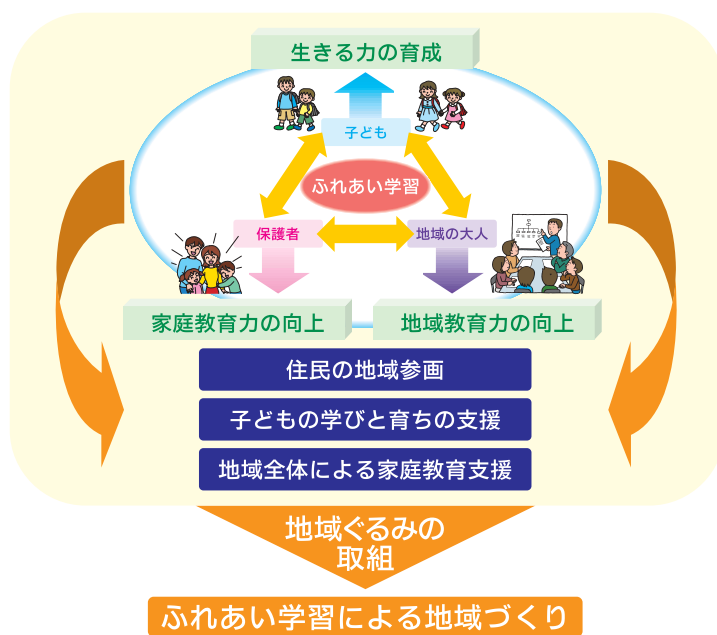 生きる力の育成
子ども
ふれあい学習
保護者
地域の大人
家庭教育力の向上
地域教育力の向上
住民の地域参画
子どもの学びと育ちの支援
地域全体による家庭教育支援
地域ぐるみの
取組
ふれあい学習による地域づくり